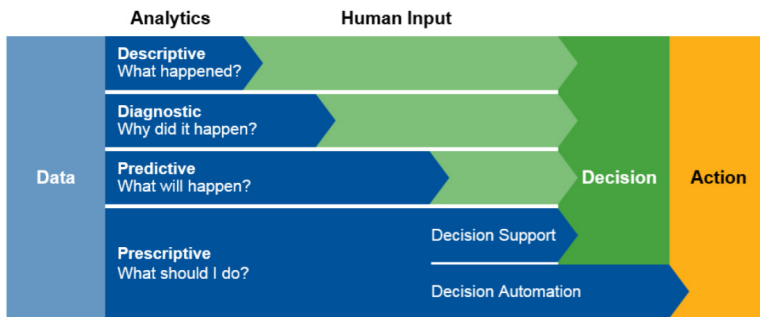 Analytics
Human Input
Descriptive
What happened?
Diagnostic
Why did it happen?
Predictive
What will happen?
Data
Decision
Action
Prescriptive
What should I do?
Decision Support
Decision Automation